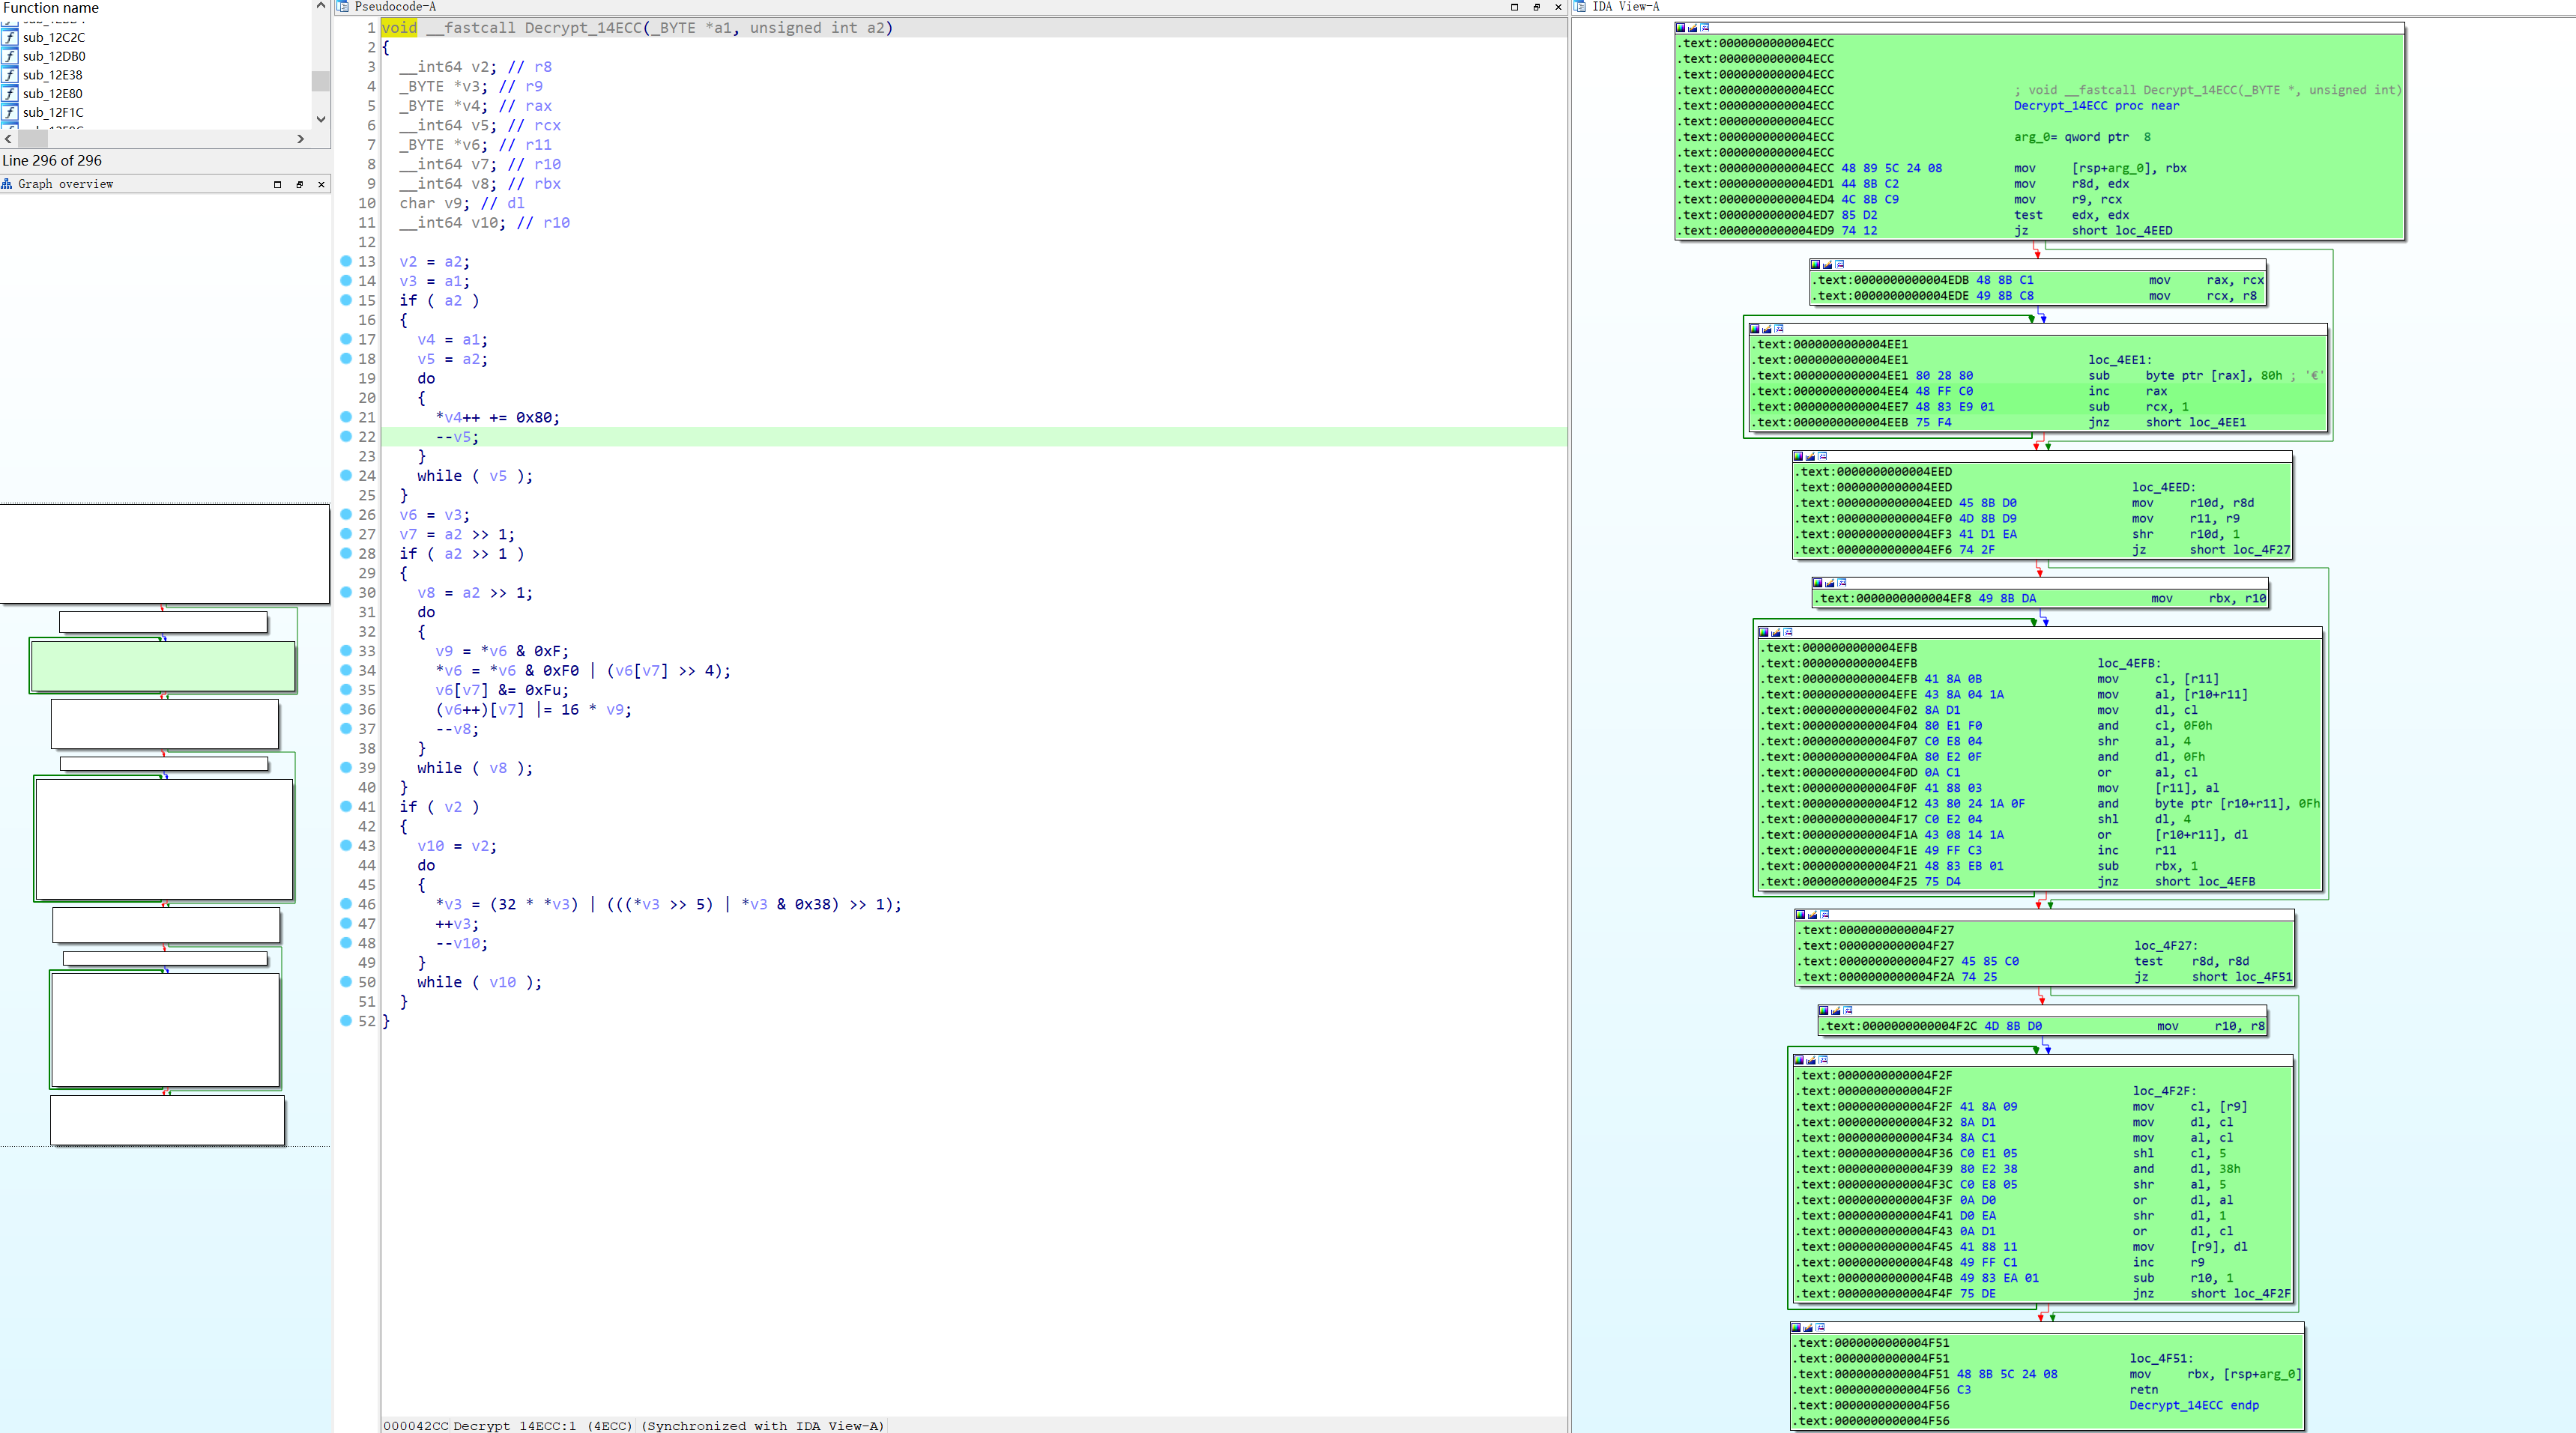 Function name
sub_12C2C
sub_12DB0
sub_12E38
sub_12E80
sub_12F1C
Line 296 of 296
Graph overview
Pseudocode-A
1 void __fastcall Decrypt_14ECC(_BYTE *a1, unsigned int a2)
2 {
3 __int64 v2; // r8
4 _BYTE *v3; // r9
5 _BYTE *v4; // rax
6 __int64 v5; // rcx
7 _BYTE *v6; // r11
8 __int64 v7; // r10
9 __int64 v8; // rbx
10 char v9; // dl
11 __int64 v10; // r10
12
13 v2 = a2;
14 v3 = a1;
15 if ( a2 )
16 {
17 v4 = a1;
18 v5 = a2;
19 do
20 {
21 *v4++ += 0x80;
22 --v5;
23 }
24 while ( v5 );
25 }
26 v6 = v3;
27 v7 = a2 >> 1;
28 if ( a2 >> 1 )
29 {
30 v8 = a2 >> 1;
31 do
32 {
33 v9 = *v6 & 0xF;
34 *v6 = *v6 & 0xF0 | (v6[v7] >> 4);
35 v6[v7] &= 0xFu;
36 (v6++)[v7] |= 16 * v9;
37 --v8;
38 }
39 while ( v8 );
40 }
41 if ( v2 )
42 {
43 v10 = v2;
44 do
45 {
46 *v3 = (32 * *v3) | (((*v3 >> 5) | *v3 & 0x38) >> 1);
47 ++v3;
48 --v10;
49 }
50 while ( v10 );
51 }
52 }
000042CC Decrypt_14ECC:1 (4ECC) (Synchronized with IDA View-A)
IDA View-A
.text:0000000000004ECC
.text:0000000000004ECC
.text:0000000000004ECC
.text:0000000000004ECC ; void __fastcall Decrypt_14ECC(_BYTE *, unsigned int)
.text:0000000000004ECC Decrypt_14ECC proc near
.text:0000000000004ECC
.text:0000000000004ECC arg_0= qword ptr 8
.text:0000000000004ECC
.text:0000000000004ECC 48 89 5C 24 08 mov [rsp+arg_0], rbx
.text:0000000000004ED1 44 8B C2 mov r8d, edx
.text:0000000000004ED4 4C 8B C9 mov r9, rcx
.text:0000000000004ED7 85 D2 test edx, edx
.text:0000000000004ED9 74 12 jz short loc_4EED
.text:0000000000004EDB 48 8B C1 mov rax, rcx
.text:0000000000004EDE 49 8B C8 mov rcx, r8
.text:0000000000004EE1
.text:0000000000004EE1 loc_4EE1:
.text:0000000000004EE1 80 28 80 sub byte ptr [rax], 80h ; '€'
.text:0000000000004EE4 48 FF C0 inc rax
.text:0000000000004EE7 48 83 E9 01 sub rcx, 1
.text:0000000000004EEB 75 F4 jnz short loc_4EE1
.text:0000000000004EED
.text:0000000000004EED loc_4EED:
.text:0000000000004EED 45 8B D0 mov r10d, r8d
.text:0000000000004EF0 4D 8B D9 mov r11, r9
.text:0000000000004EF3 41 D1 EA shr r10d, 1
.text:0000000000004EF6 74 2F jz short loc_4F27
.text:0000000000004EF8 49 8B DA mov rbx, r10
.text:0000000000004EFB
.text:0000000000004EFB loc_4EFB:
.text:0000000000004EFB 41 8A 0B mov cl, [r11]
.text:0000000000004EFE 43 8A 04 1A mov al, [r10+r11]
.text:0000000000004F02 8A D1 mov dl, cl
.text:0000000000004F04 80 E1 F0 and cl, 0F0h
.text:0000000000004F07 C0 E8 04 shr al, 4
.text:0000000000004F0A 80 E2 0F and dl, 0Fh
.text:0000000000004F0D 0A C1 or al, cl
.text:0000000000004F0F 41 88 03 mov [r11], al
.text:0000000000004F12 43 80 24 1A 0F and byte ptr [r10+r11], 0Fh
.text:0000000000004F17 C0 E2 04 shl dl, 4
.text:0000000000004F1A 43 08 14 1A or [r10+r11], dl
.text:0000000000004F1E 49 FF C3 inc r11
.text:0000000000004F21 48 83 EB 01 sub rbx, 1
.text:0000000000004F25 75 D4 jnz short loc_4EFB
.text:0000000000004F27
.text:0000000000004F27 loc_4F27:
.text:0000000000004F27 45 85 C0 test r8d, r8d
.text:0000000000004F2A 74 25 jz short loc_4F51
.text:0000000000004F2C 4D 8B D0 mov r10, r8
.text:0000000000004F2F
.text:0000000000004F2F loc_4F2F:
.text:0000000000004F2F 41 8A 09 mov cl, [r9]
.text:0000000000004F32 8A D1 mov dl, cl
.text:0000000000004F34 8A C1 mov al, cl
.text:0000000000004F36 C0 E1 05 shl cl, 5
.text:0000000000004F39 80 E2 38 and dl, 38h
.text:0000000000004F3C C0 E8 05 shr al, 5
.text:0000000000004F3F 0A D0 or dl, al
.text:0000000000004F41 D0 EA shr dl, 1
.text:0000000000004F43 0A D1 or dl, cl
.text:0000000000004F45 41 88 11 mov [r9], dl
.text:0000000000004F48 49 FF C1 inc r9
.text:0000000000004F4B 49 83 EA 01 sub r10, 1
.text:0000000000004F4F 75 DE jnz short loc_4F2F
.text:0000000000004F51
.text:0000000000004F51 loc_4F51:
.text:0000000000004F51 48 8B 5C 24 08 mov rbx, [rsp+arg_0]
.text:0000000000004F56 C3 retn
.text:0000000000004F56 Decrypt_14ECC endp
.text:0000000000004F56